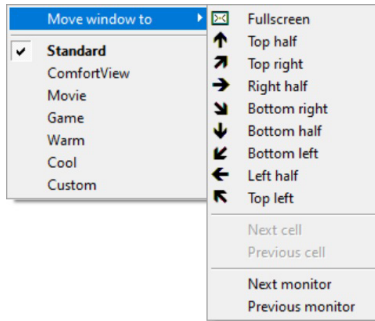 Move window to
Standard
ComfortView
Movie
Game
Warm
Cool
Custom
Fullscreen
Top half
Top right
Right half
Bottom right
Bottom half
Bottom left
Left half
Top left
Next cell
Previous cell
Next monitor
Previous monitor